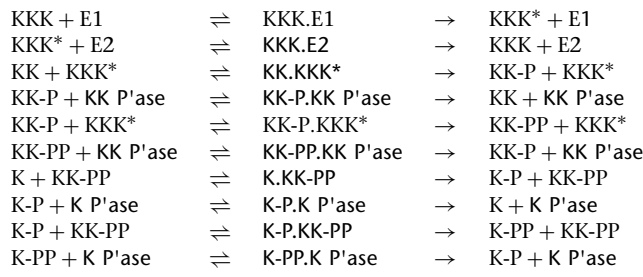 KKK + E1 ⇌ KKK.E1 → KKK* + E1
KKK* + E2 ⇌ KKK.E2 → KKK + E2
KK + KKK* ⇌ KK.KKK* → KK-P + KKK*
KK-P + KK P'ase ⇌ KK-P.KK P'ase → KK + KK P'ase
KK-P + KKK* ⇌ KK-P.KKK* → KK-PP + KKK*
KK-PP + KK P'ase ⇌ KK-PP.KK P'ase → KK-P + KK P'ase
K + KK-PP ⇌ K.KK-PP → K-P + KK-PP
K-P + K P'ase ⇌ K-P.K P'ase → K + K P'ase
K-P + KK-PP ⇌ K-P.KK-PP → K-PP + KK-PP
K-PP + K P'ase ⇌ K-PP.K P'ase → K-P + K P'ase